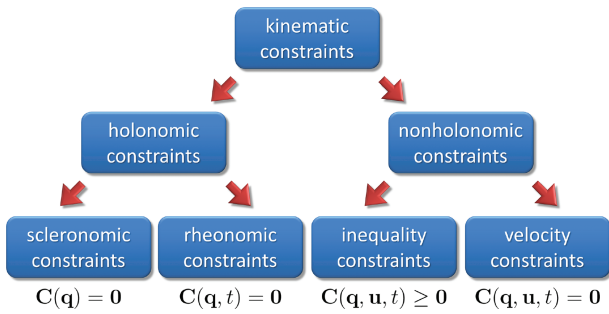 kinematic
constraints
holonomic
constraints
nonholonomic
constraints
scleronomic
constraints
rheonomic
constraints
inequality
constraints
velocity
constraints
C(q) = 0
C(q, t) = 0
C(q, u, t) ≥ 0
C(q, u, t) = 0